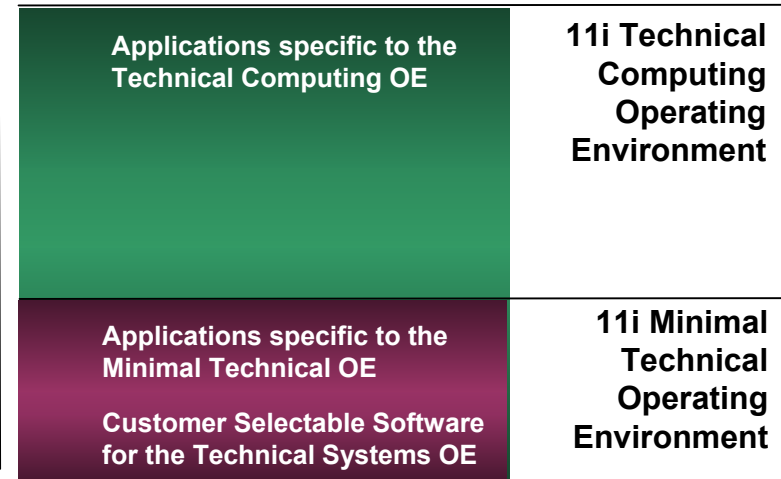 Applications specific to the
Technical Computing OE
11i Technical
Computing
Operating
Environment
Applications specific to the
Minimal Technical OE
Customer Selectable Software
for the Technical Systems OE
11i Minimal
Technical
Operating
Environment